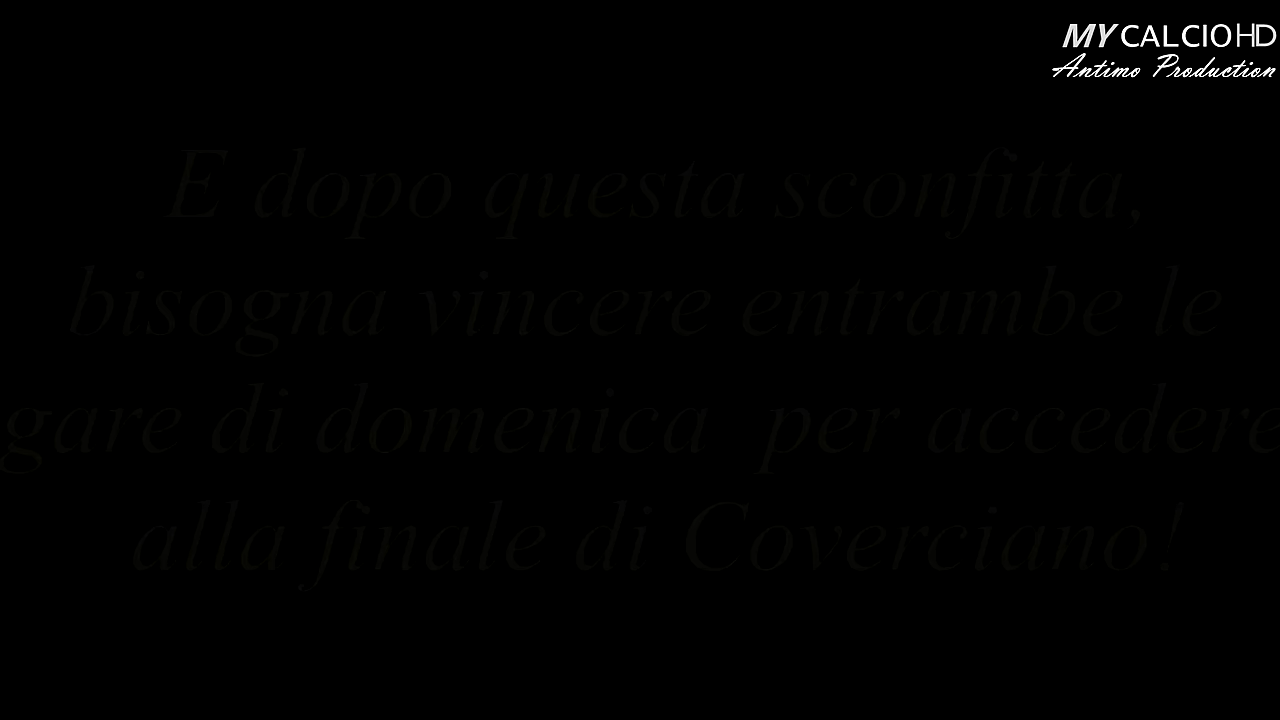 MY CALCIO HD
Antimo Production
E dopo questa sconfitta,
bisogna vincere entrambe le
gare di domenica per accedere
alla finale di Coverciano!